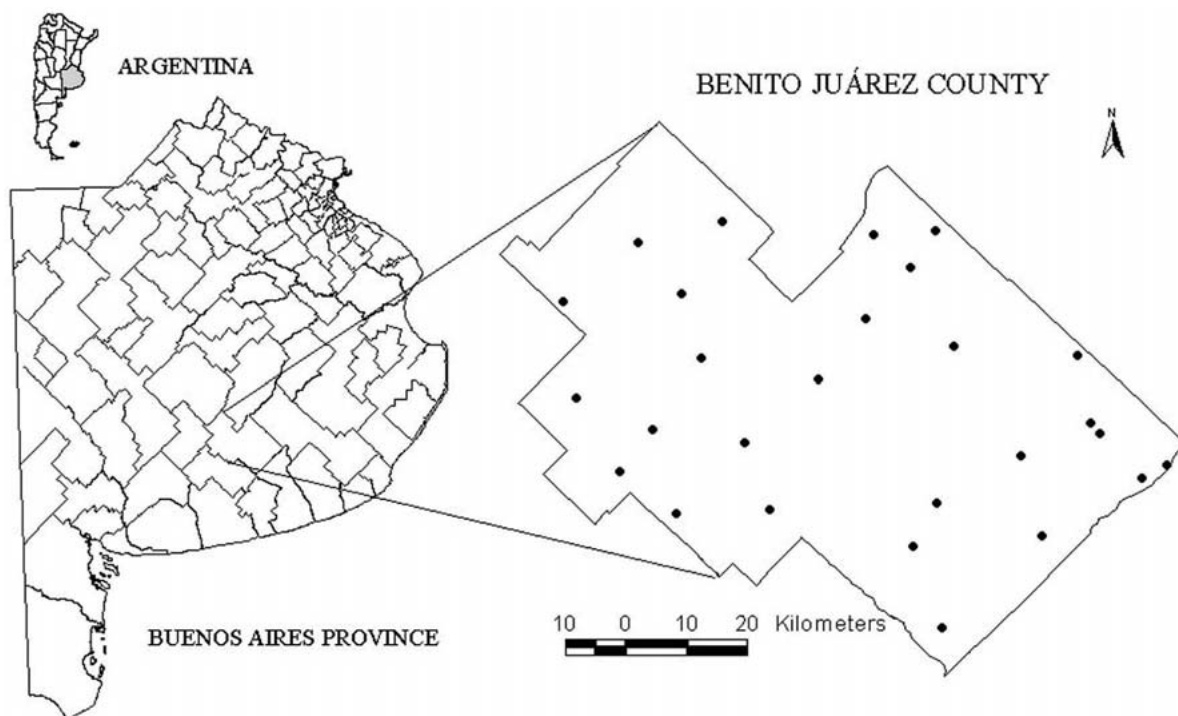 ARGENTINA
BENITO JUÁREZ COUNTY
N
BUENOS AIRES PROVINCE
10 0 10 20 Kilometers